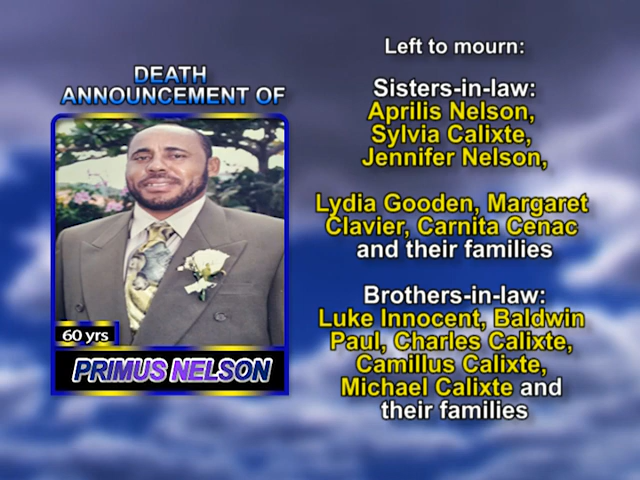 DEATH
ANNOUNCEMENT OF
60 yrs
PRIMUS NELSON
Left to mourn:
Sisters-in-law:
Aprilis Nelson,
Sylvia Calixte,
Jennifer Nelson,
Lydia Gooden, Margaret
Clavier, Carnita Cenac
and their families
Brothers-in-law:
Luke Innocent, Baldwin
Paul, Charles Calixte,
Camillus Calixte,
Michael Calixte and
their families